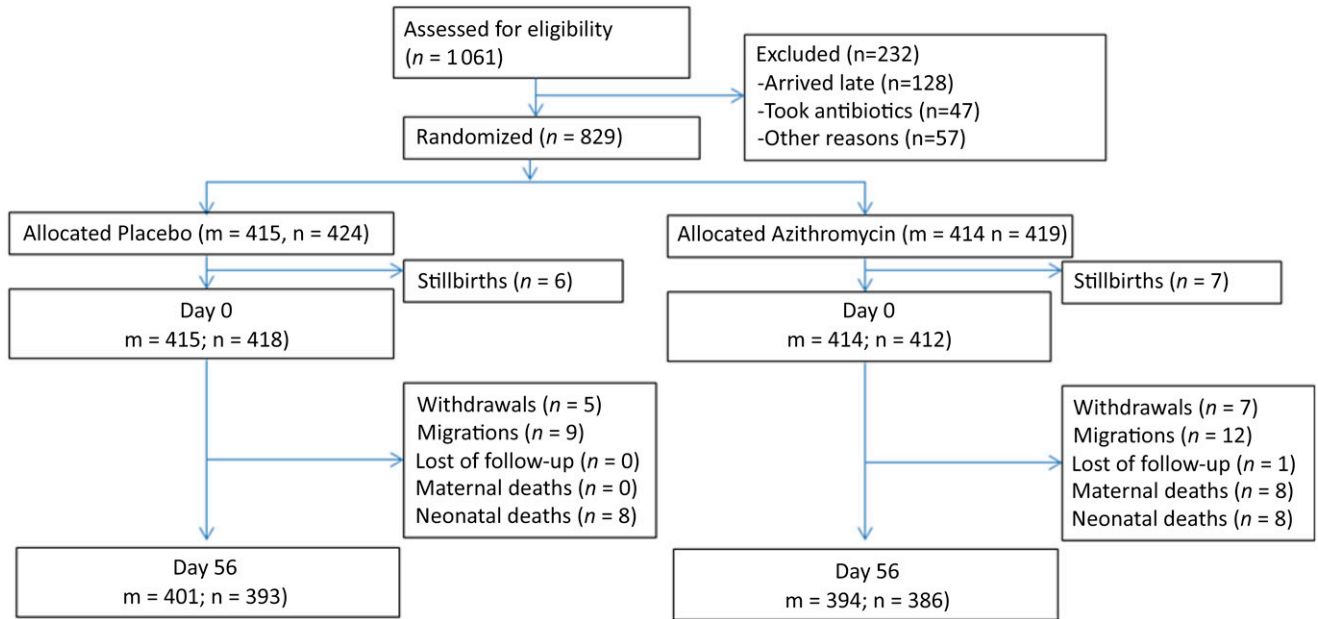 Assessed for eligibility
(n = 1061)
Excluded (n=232)
-Arrived late (n=128)
-Took antibiotics (n=47)
-Other reasons (n=57)
Randomized (n = 829)
Allocated Placebo (m = 415, n = 424)
Allocated Azithromycin (m = 414 n = 419)
Stillbirths (n = 6)
Stillbirths (n = 7)
Day 0
m = 415; n = 418)
Day 0
m = 414; n = 412)
Withdrawals (n = 5)
Migrations (n = 9)
Lost of follow-up (n = 0)
Maternal deaths (n = 0)
Neonatal deaths (n = 8)
Withdrawals (n = 7)
Migrations (n = 12)
Lost of follow-up (n = 1)
Maternal deaths (n = 8)
Neonatal deaths (n = 8)
Day 56
m = 401; n = 393)
Day 56
m = 394; n = 386)